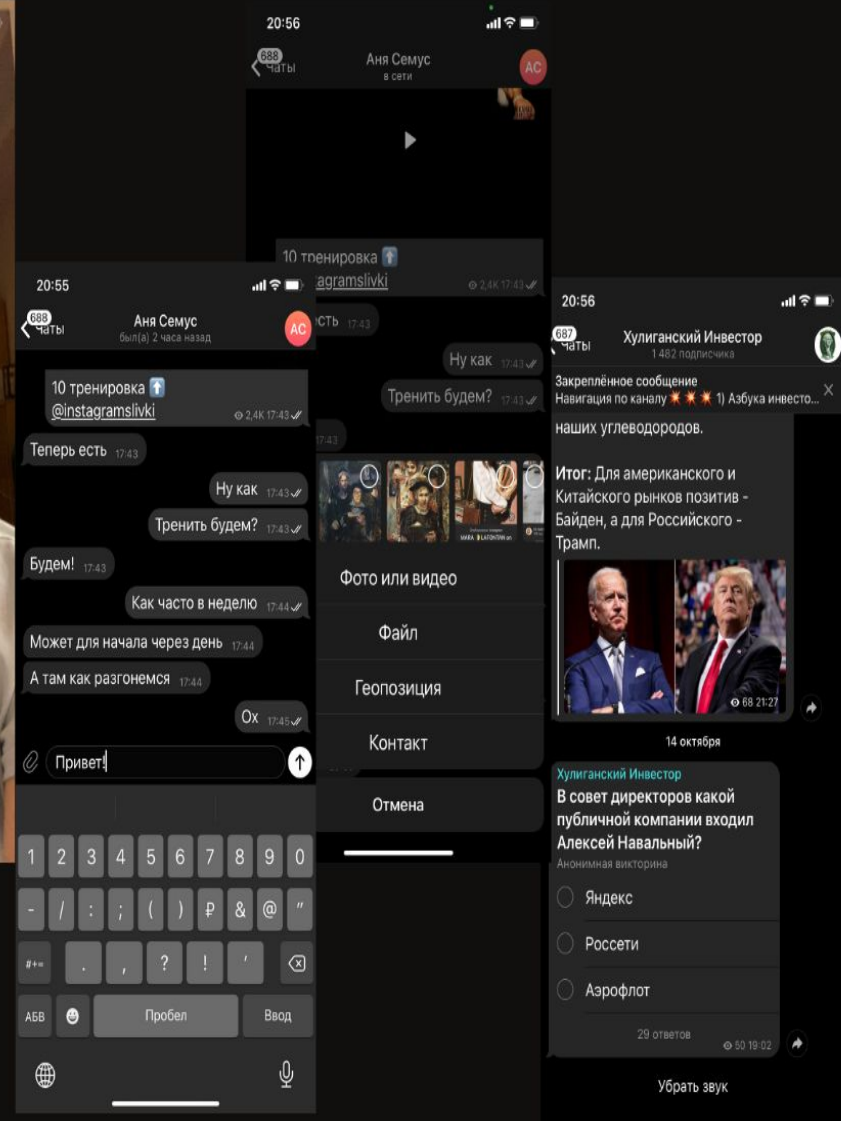 20:55
688
Чаты
Аня Семус
был(а) 2 часа назад
АС
10 тренировка
@instagramslivki
2,4K 17:43
Теперь есть 17:43
Ну как 17:43
Тренить будем? 17:43
Будем! 17:43
Как часто в неделю 17:44
Может для начала через день 17:44
А там как разгонемся 17:44
Ох 17:45
Привет!
1 2 3 4 5 6 7 8 9 0
- / : ; ( ) ₽ & @ "
#+= . , ? ! '
АБВ Пробел Ввод
20:56
688
Чаты
Аня Семус
в сети
АС
10 тренировка
agramslivki
2,4K 17:43
сть 17:43
Ну как 17:43
Тренить будем? 17:43
17:43
Фото или видео
Файл
Геопозиция
Контакт
Отмена
20:56
687
Чаты
Хулиганский Инвестор
1 482 подписчика
Закреплённое сообщение
Навигация по каналу 1) Азбука инвесто...
наших углеводородов.
Итог: Для американского и
Китайского рынков позитив -
Байден, а для Российского -
Трамп.
68 21:27
14 октября
Хулиганский Инвестор
В совет директоров какой
публичной компании входил
Алексей Навальный?
Анонимная викторина
Яндекс
Россети
Аэрофлот
29 ответов
50 19:02
Убрать звук